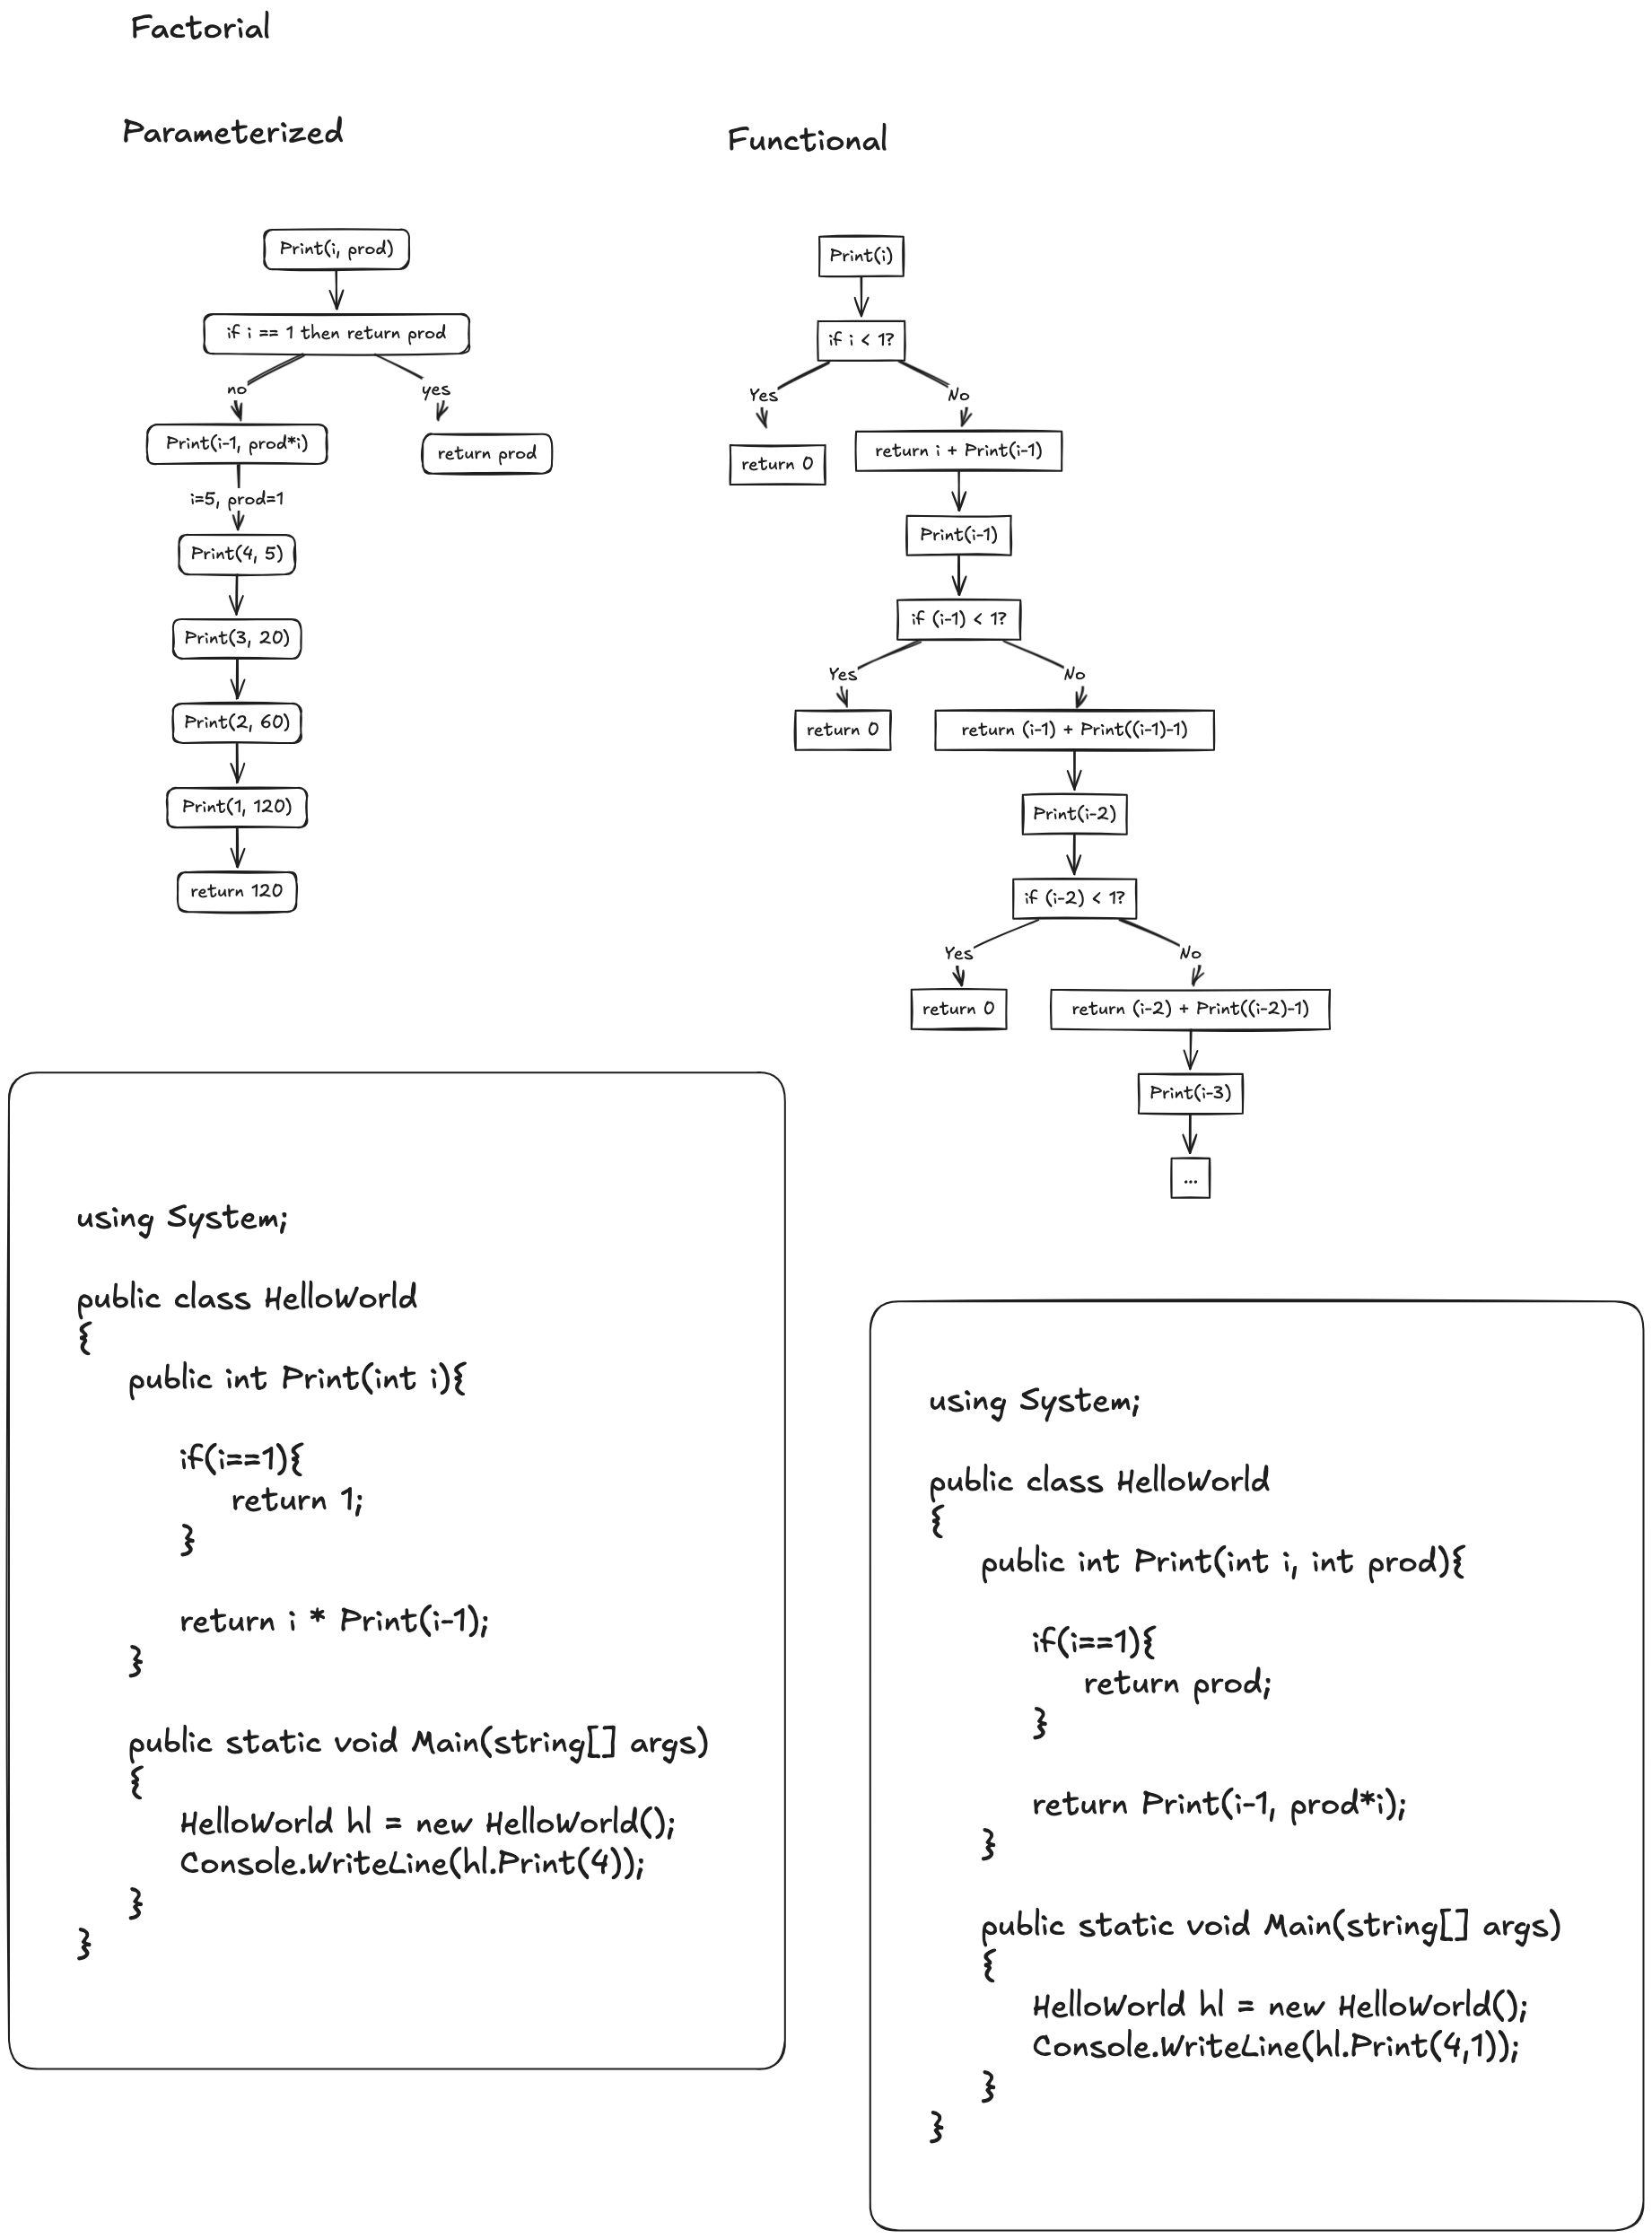 Factorial
Parameterized
Print(i, prod)
if i == 1 then return prod
no
yes
Print(i-1, prod*i)
return prod
i=5, prod=1
Print(4, 5)
Print(3, 20)
Print(2, 60)
Print(1, 120)
return 120
Functional
Print(i)
if i < 1?
Yes
No
return 0
return i + Print(i-1)
Print(i-1)
if (i-1) < 1?
Yes
No
return 0
return (i-1) + Print((i-1)-1)
Print(i-2)
if (i-2) < 1?
Yes
No
return 0
return (i-2) + Print((i-2)-1)
Print(i-3)
...
using System;
public class HelloWorld
{
public int Print(int i){
if(i==1){
return 1;
}
return i * Print(i-1);
}
public static void Main(string[] args)
{
HelloWorld hl = new HelloWorld();
Console.WriteLine(hl.Print(4));
}
}
using System;
public class HelloWorld
{
public int Print(int i, int prod){
if(i==1){
return prod;
}
return Print(i-1, prod*i);
}
public static void Main(string[] args)
{
HelloWorld hl = new HelloWorld();
Console.WriteLine(hl.Print(4,1));
}
}